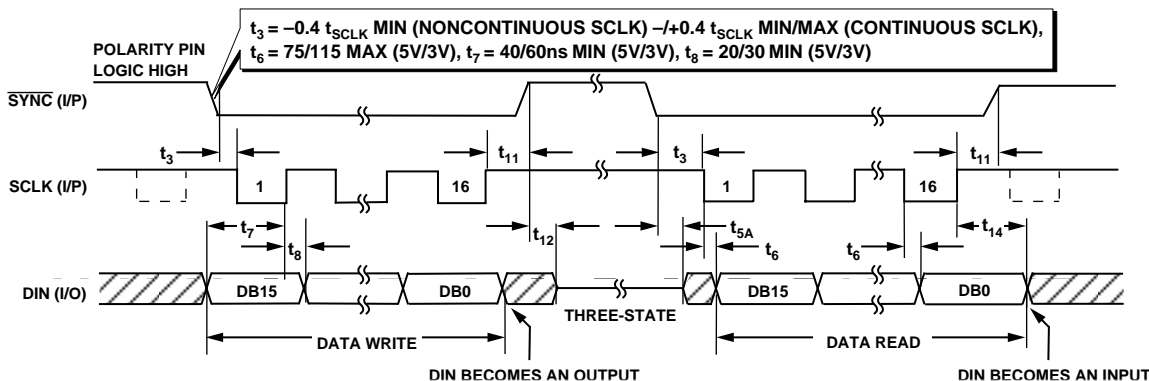 t3 = –0.4 tSCLK MIN (NONCONTINUOUS SCLK) –/+0.4 tSCLK MIN/MAX (CONTINUOUS SCLK),
t6 = 75/115 MAX (5V/3V), t7 = 40/60ns MIN (5V/3V), t8 = 20/30 MIN (5V/3V)
POLARITY PIN
LOGIC HIGH
SYNC (I/P)
t3
t11
t3
t11
SCLK (I/P)
1
16
1
16
t7
t8
t12
t5A
t6
t6
t14
DIN (I/O)
DB15
DB0
DB15
DB0
THREE-STATE
DATA WRITE
DATA READ
DIN BECOMES AN OUTPUT
DIN BECOMES AN INPUT